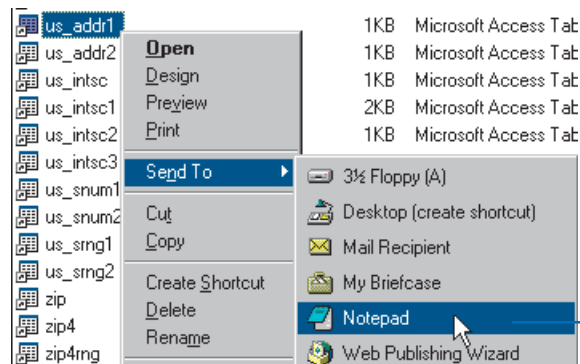 us_addr1 1KB Microsoft Access Tab
us_addr2 1KB Microsoft Access Tab
us_intsc 1KB Microsoft Access Tab
us_intsc1 2KB Microsoft Access Tab
us_intsc2 1KB Microsoft Access Tab
us_intsc3
us_snum1
us_snum2
us_srng1
us_srng2
zip
zip4
zip4rng
Open
Design
Preview
Print
Send To
Cut
Copy
Create Shortcut
Delete
Rename
3½ Floppy (A)
Desktop (create shortcut)
Mail Recipient
My Briefcase
Notepad
Web Publishing Wizard